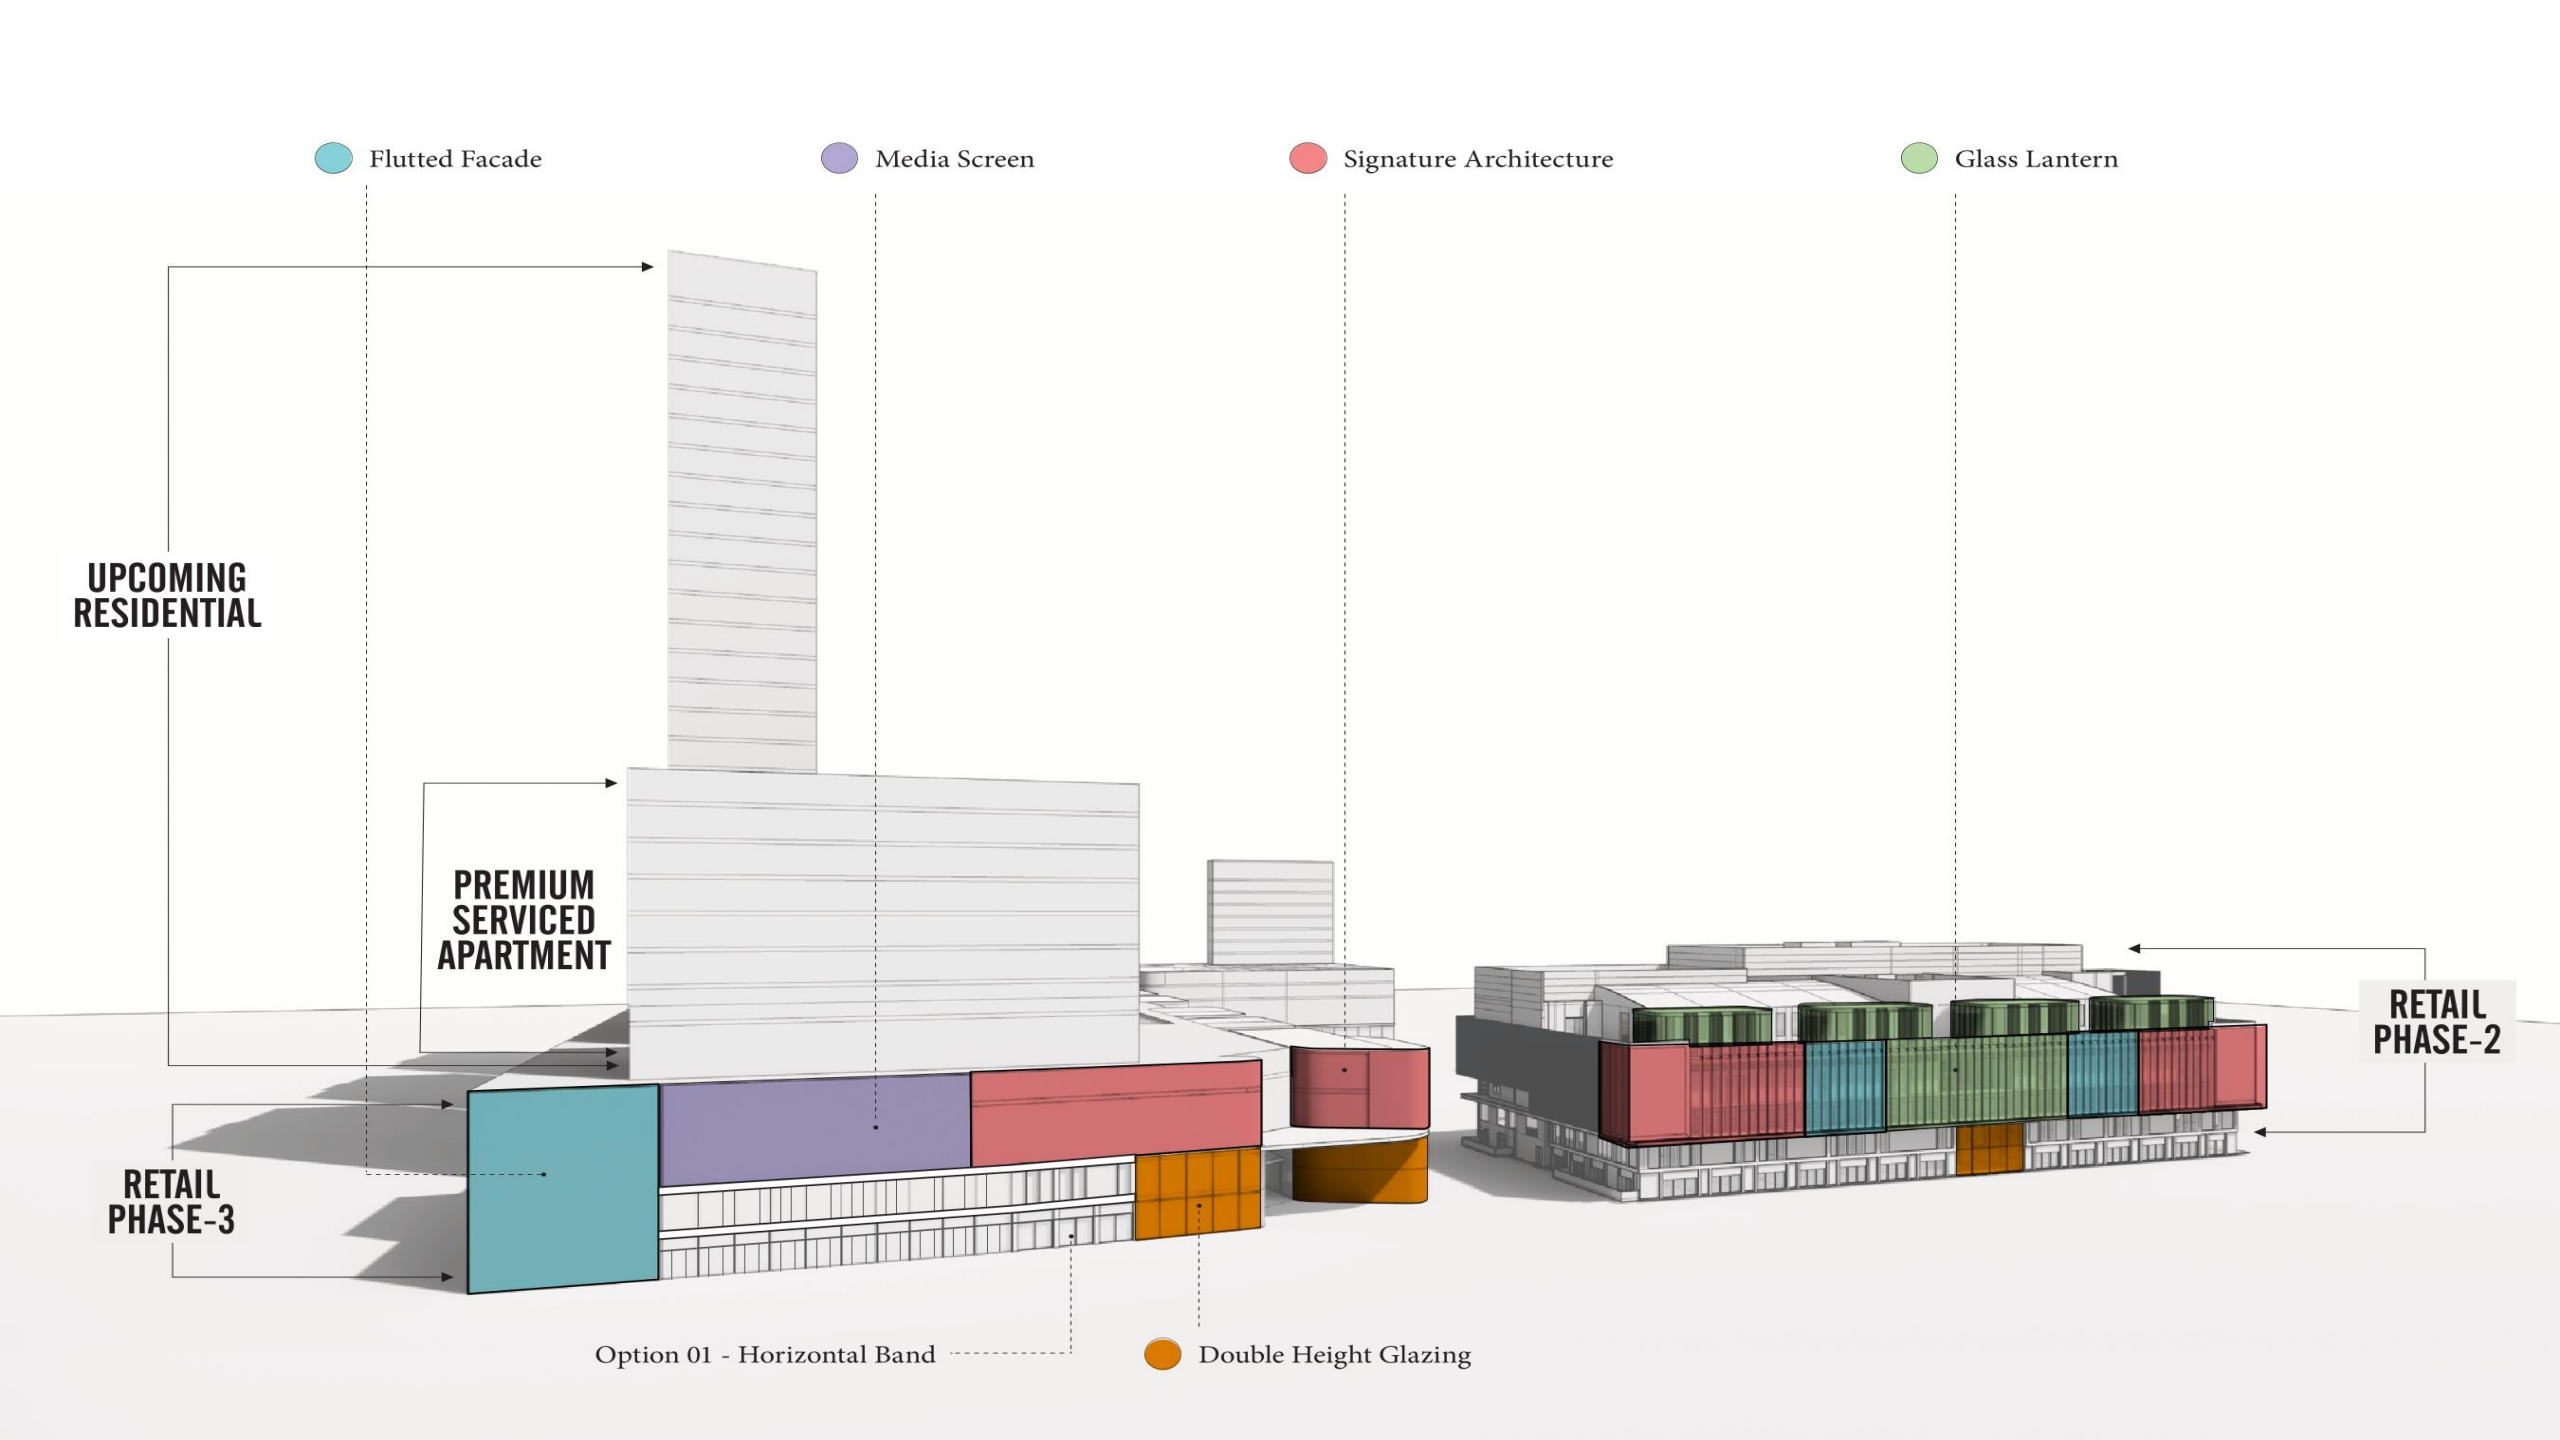 Flutted Facade
Media Screen
Signature Architecture
Glass Lantern
UPCOMING
RESIDENTIAL
PREMIUM
SERVICED
APARTMENT
RETAIL
PHASE-2
RETAIL
PHASE-3
Option 01 - Horizontal Band
Double Height Glazing